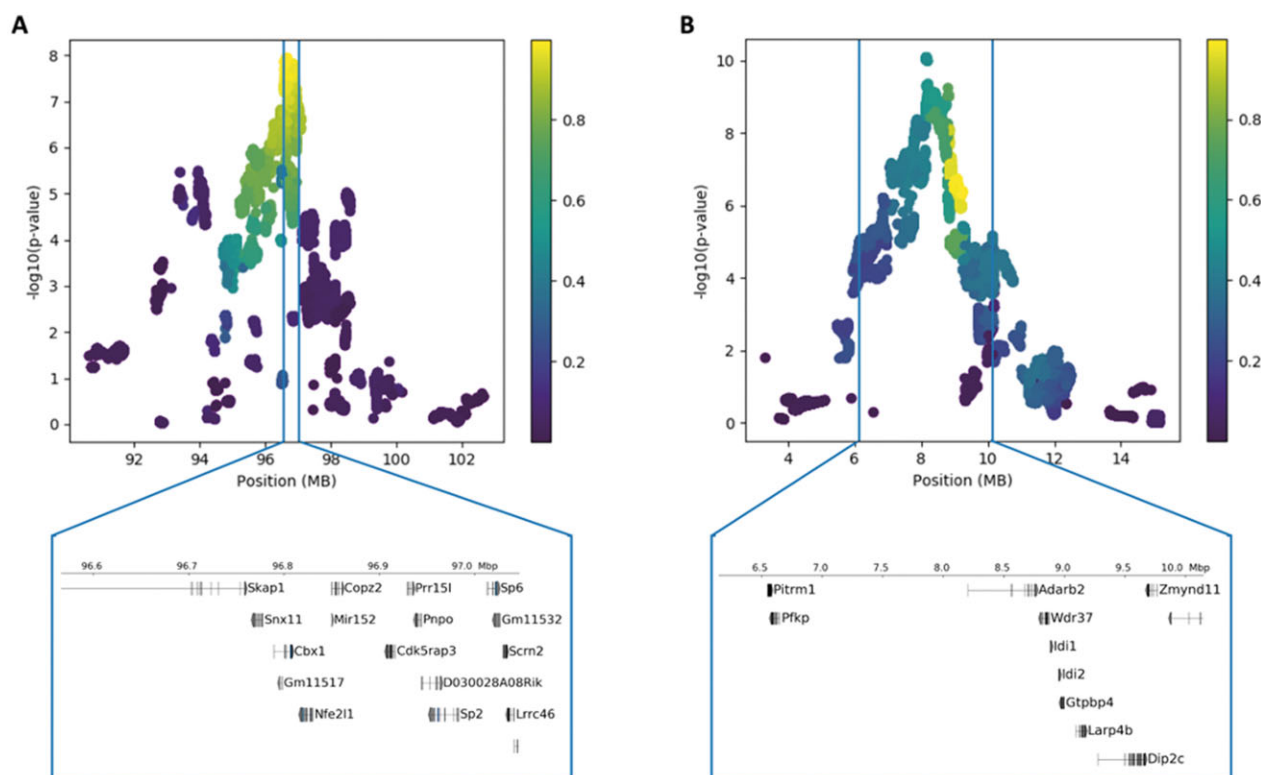 A
8
7
6
5
4
3
2
1
0
-log10(p-value)
92 94 96 98 100 102
Position (MB)
0.8
0.6
0.4
0.2
96.6 96.7 96.8 96.9 97.0 Mbp
Skap1 Copz2 Prr15l Sp6
Snx11 Mir152 Pnpo Gm11532
Cbx1 Cdk5rap3 Scrn2
Gm11517 D030028A08Rik
Nfe2l1 Sp2 Lrrc46
B
10
8
6
4
2
0
-log10(p-value)
4 6 8 10 12 14
Position (MB)
0.8
0.6
0.4
0.2
6.5 7.0 7.5 8.0 8.5 9.0 9.5 10.0 Mbp
Pitrm1 Adarb2 Zmynd11
Pfkp Wdr37
Idi1
Idi2
Gtpbp4
Larp4b
Dip2c